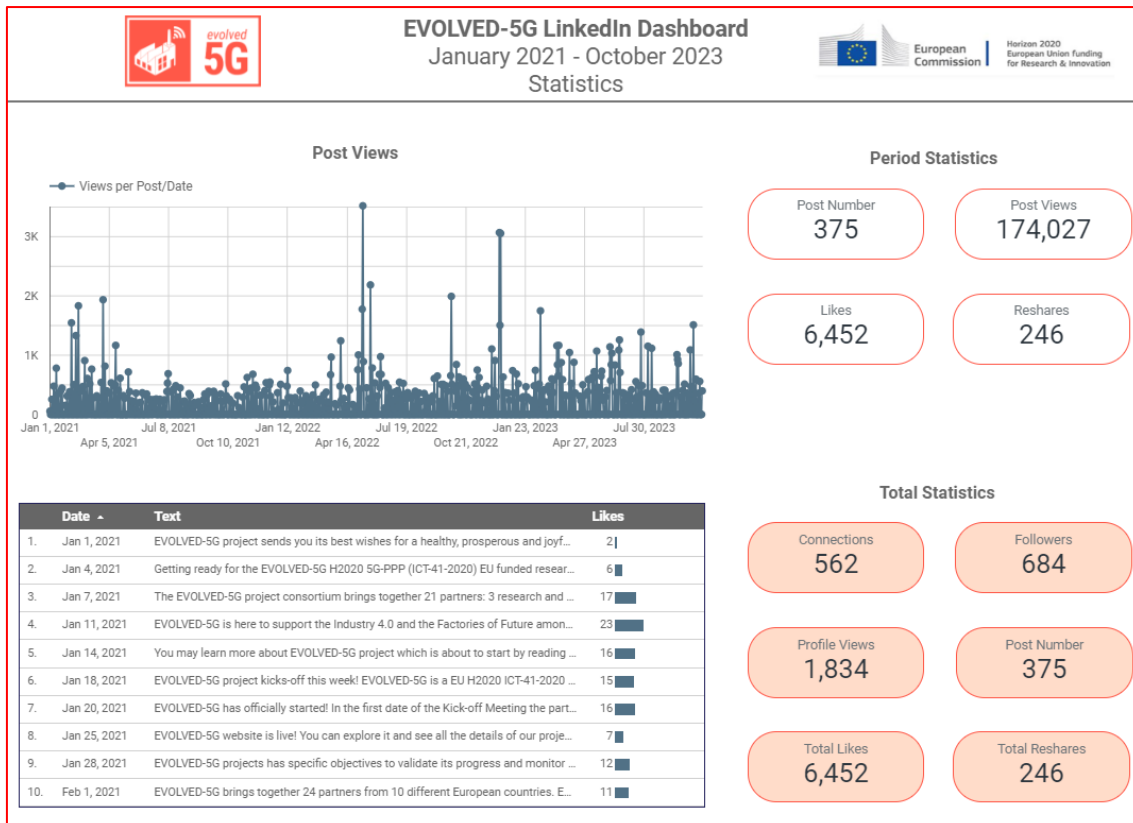 evolved
5G
EVOLVED-5G LinkedIn Dashboard
January 2021 - October 2023
Statistics
European
Commission
Horizon 2020
European Union funding
for Research & Innovation
Post Views
Views per Post/Date
3K
2K
1K
0
Jan 1, 2021
Apr 5, 2021
Jul 8, 2021
Oct 10, 2021
Jan 12, 2022
Apr 16, 2022
Jul 19, 2022
Oct 21, 2022
Jan 23, 2023
Apr 27, 2023
Jul 30, 2023
Period Statistics
Post Number
375
Post Views
174,027
Likes
6,452
Reshares
246
Date Text Likes
1. Jan 1, 2021 EVOLVED-5G project sends you its best wishes for a healthy, prosperous and joyf... 2
2. Jan 4, 2021 Getting ready for the EVOLVED-5G H2020 5G-PPP (ICT-41-2020) EU funded resear... 6
3. Jan 7, 2021 The EVOLVED-5G project consortium brings together 21 partners: 3 research and ... 17
4. Jan 11, 2021 EVOLVED-5G is here to support the Industry 4.0 and the Factories of Future amon... 23
5. Jan 14, 2021 You may learn more about EVOLVED-5G project which is about to start by reading ... 16
6. Jan 18, 2021 EVOLVED-5G project kicks-off this week! EVOLVED-5G is a EU H2020 ICT-41-2020 ... 15
7. Jan 20, 2021 EVOLVED-5G has officially started! In the first date of the Kick-off Meeting the part... 16
8. Jan 25, 2021 EVOLVED-5G website is live! You can explore it and see all the details of our proje... 7
9. Jan 28, 2021 EVOLVED-5G projects has specific objectives to validate its progress and monitor ... 12
10. Feb 1, 2021 EVOLVED-5G brings together 24 partners from 10 different European countries. E... 11
Total Statistics
Connections
562
Followers
684
Profile Views
1,834
Post Number
375
Total Likes
6,452
Total Reshares
246